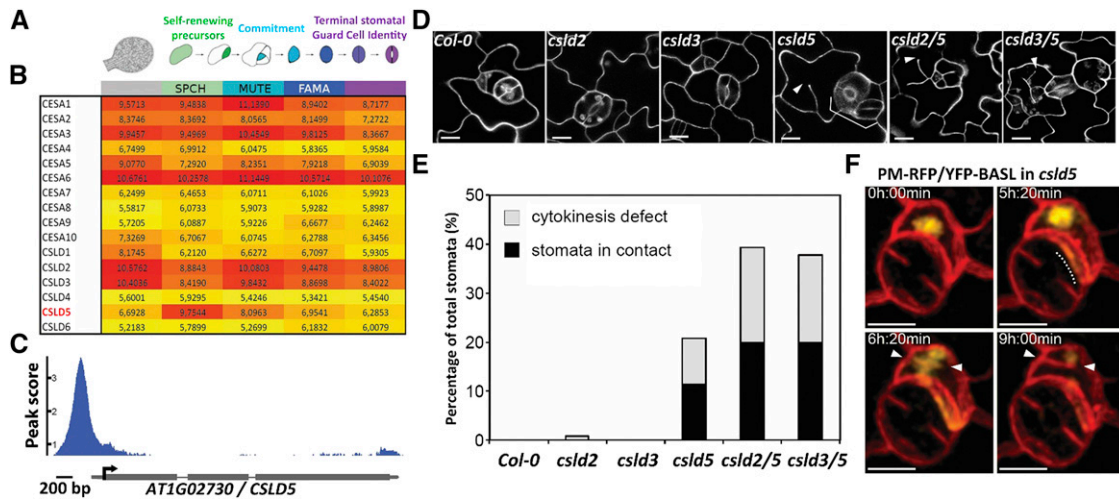 A
Self-renewing precursors
Commitment
Terminal stomatal Guard Cell Identity
B
SPCH MUTE FAMA
CESA1 9,5713 9,4838 11,1390 8,9402 8,7177
CESA2 8,3746 8,3692 8,0565 8,1499 7,2722
CESA3 9,9457 9,4969 10,4549 9,8125 8,3667
CESA4 6,7499 6,9912 6,0475 5,8365 5,9584
CESA5 9,0770 7,2920 8,2351 7,9218 6,9039
CESA6 10,6761 10,2578 11,1449 10,5714 10,1076
CESA7 6,2499 6,4653 6,0711 6,1026 5,9923
CESA8 5,5817 6,0733 5,9073 5,9282 5,8987
CESA9 5,7205 6,0887 5,9226 6,6677 6,2462
CESA10 7,3269 6,7067 6,0745 6,2788 6,3456
CSLD1 8,1745 6,2120 6,6272 6,7097 5,9305
CSLD2 10,5762 8,8843 10,0803 9,4478 8,9806
CSLD3 10,4036 8,4190 9,8432 8,8698 8,4022
CSLD4 5,6001 5,9295 5,4246 5,3421 5,4540
CSLD5 6,6928 9,7544 8,0963 6,9541 6,2853
CSLD6 5,2183 5,7899 5,2699 6,1832 6,0079
C
Peak score
3
2
1
200 bp
AT1G02730 / CSLD5
D
Col-0 csld2 csld3 csld5 csld2/5 csld3/5
E
Percentage of total stomata (%)
50
40
30
20
10
0
cytokinesis defect
stomata in contact
Col-0 csld2 csld3 csld5 csld2/5 csld3/5
F
PM-RFP/YFP-BASL in csld5
0h:00min 5h:20min
6h:20min 9h:00min